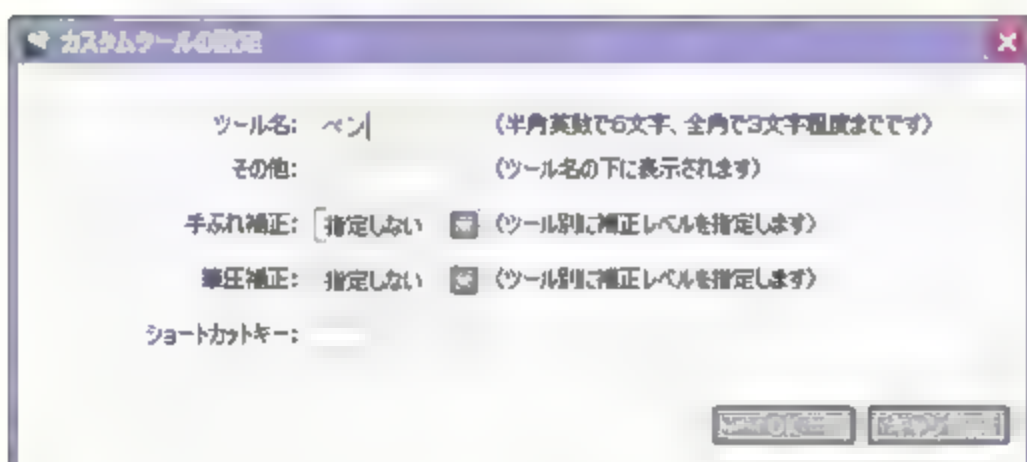 カスタムツールの設定
ツール名: ペン (半角英数で6文字、全角で3文字程度までです)
その他: (ツール名の下に表示されます)
手ぶれ補正: 指定しない (ツール別に補正レベルを指定します)
筆圧補正: 指定しない (ツール別に補正レベルを指定します)
ショートカットキー:
OK